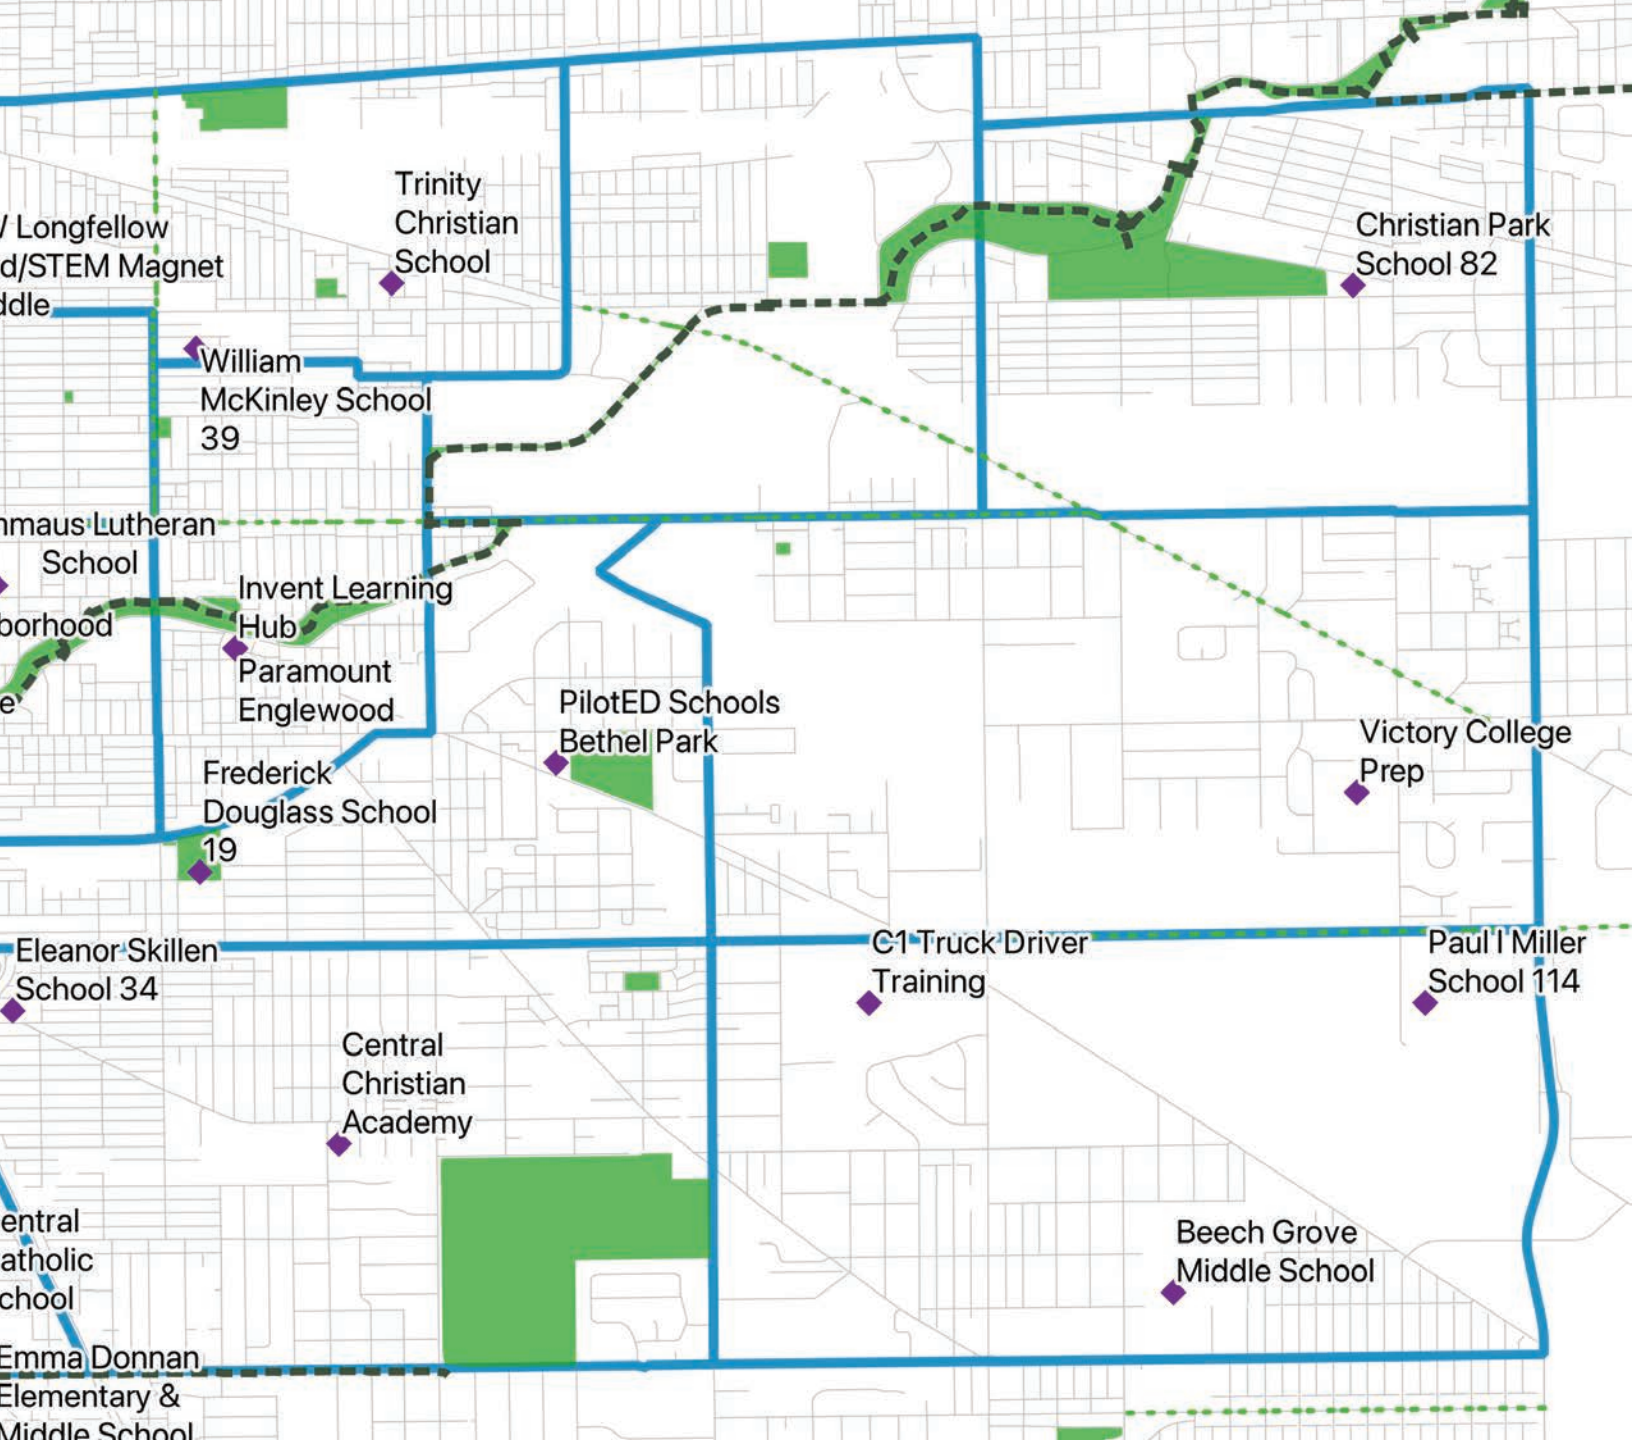 Trinity
Christian
School
Longfellow
d/STEM Magnet
ddle
Christian Park
School 82
William
McKinley School
39
mmaus Lutheran
School
Invent Learning
Hub
borhood
Paramount
Englewood
e
PilotED Schools
Bethel Park
Victory College
Prep
Frederick
Douglass School
19
Eleanor Skillen
School 34
C1 Truck Driver
Training
Paul I Miller
School 114
Central
Christian
Academy
entral
atholic
chool
Beech Grove
Middle School
Emma Donnan
Elementary &
Middle School